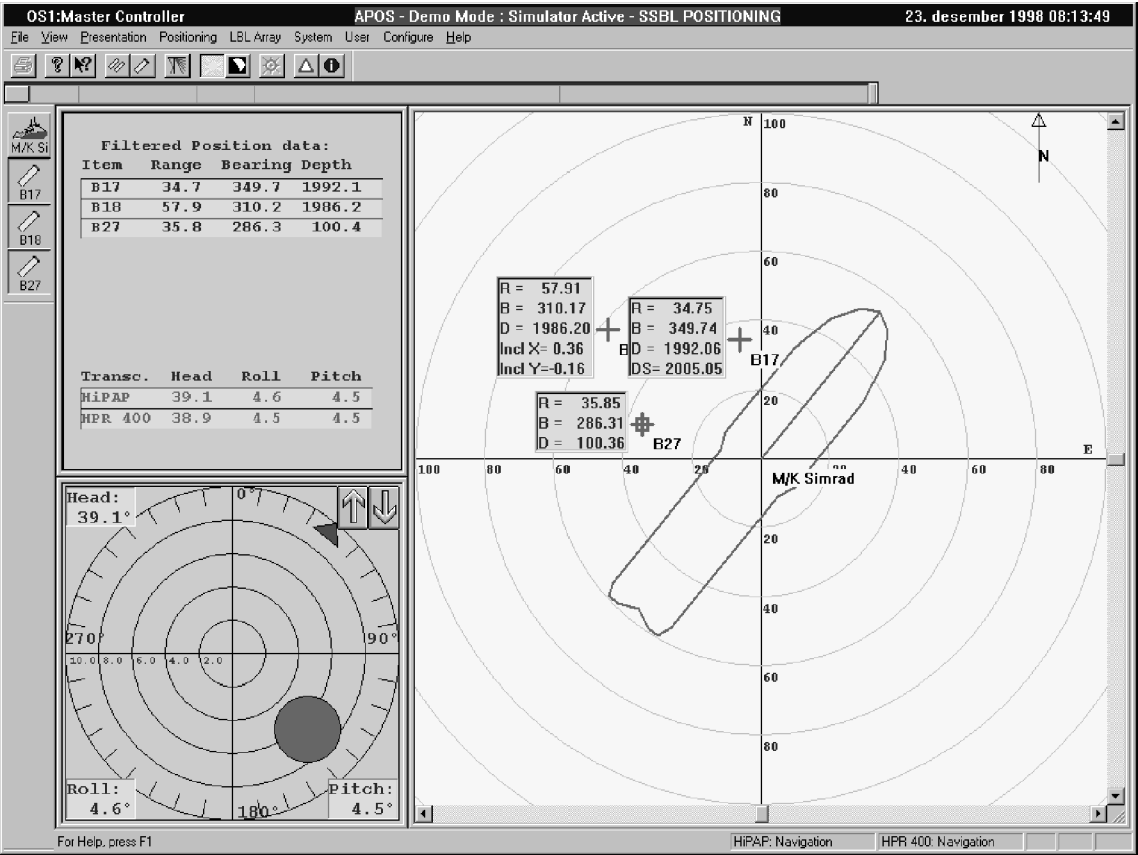 OS1:Master Controller APOS - Demo Mode : Simulator Active - SSBL POSITIONING 23. desember 1998 08:13:49
File View Presentation Positioning LBL Array System User Configure Help
M/K Si
B17
B18
B27
Filtered Position data:
Item Range Bearing Depth
B17 34.7 349.7 1992.1
B18 57.9 310.2 1986.2
B27 35.8 286.3 100.4
Transc. Head Roll Pitch
HiPAP 39.1 4.6 4.5
HPR 400 38.9 4.5 4.5
Head:
39.1°
0°
270°
90°
10.0 8.0 6.0 4.0 2.0
Roll:
4.6°
180°
Pitch:
4.5°
N 100
N
80
60
R = 57.91
B = 310.17
D = 1986.20
Incl X= 0.36
Incl Y=-0.16
R = 34.75
B = 349.74
D = 1992.06
DS= 2005.05
40
B17
20
R = 35.85
B = 286.31
D = 100.36
B27
E
100 80 60 40 20 40 60 80
M/K Simrad
20
40
60
80
For Help, press F1 HiPAP: Navigation HPR 400: Navigation